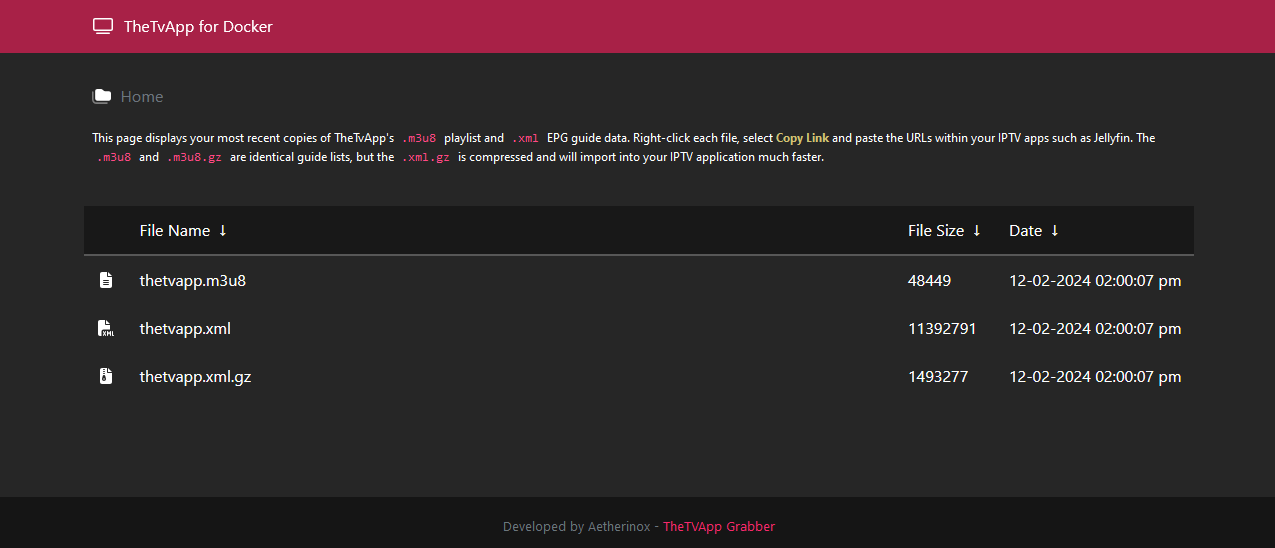 TheTvApp for Docker
Home
This page displays your most recent copies of TheTvApp's .m3u8 playlist and .xml EPG guide data. Right-click each file, select Copy Link and paste the URLs within your IPTV apps such as Jellyfin. The
.m3u8 and .m3u8.gz are identical guide lists, but the .xml.gz is compressed and will import into your IPTV application much faster.
File Name ↓ File Size ↓ Date ↓
thetvapp.m3u8 48449 12-02-2024 02:00:07 pm
XML thetvapp.xml 11392791 12-02-2024 02:00:07 pm
thetvapp.xml.gz 1493277 12-02-2024 02:00:07 pm
Developed by Aetherinox - TheTVApp Grabber